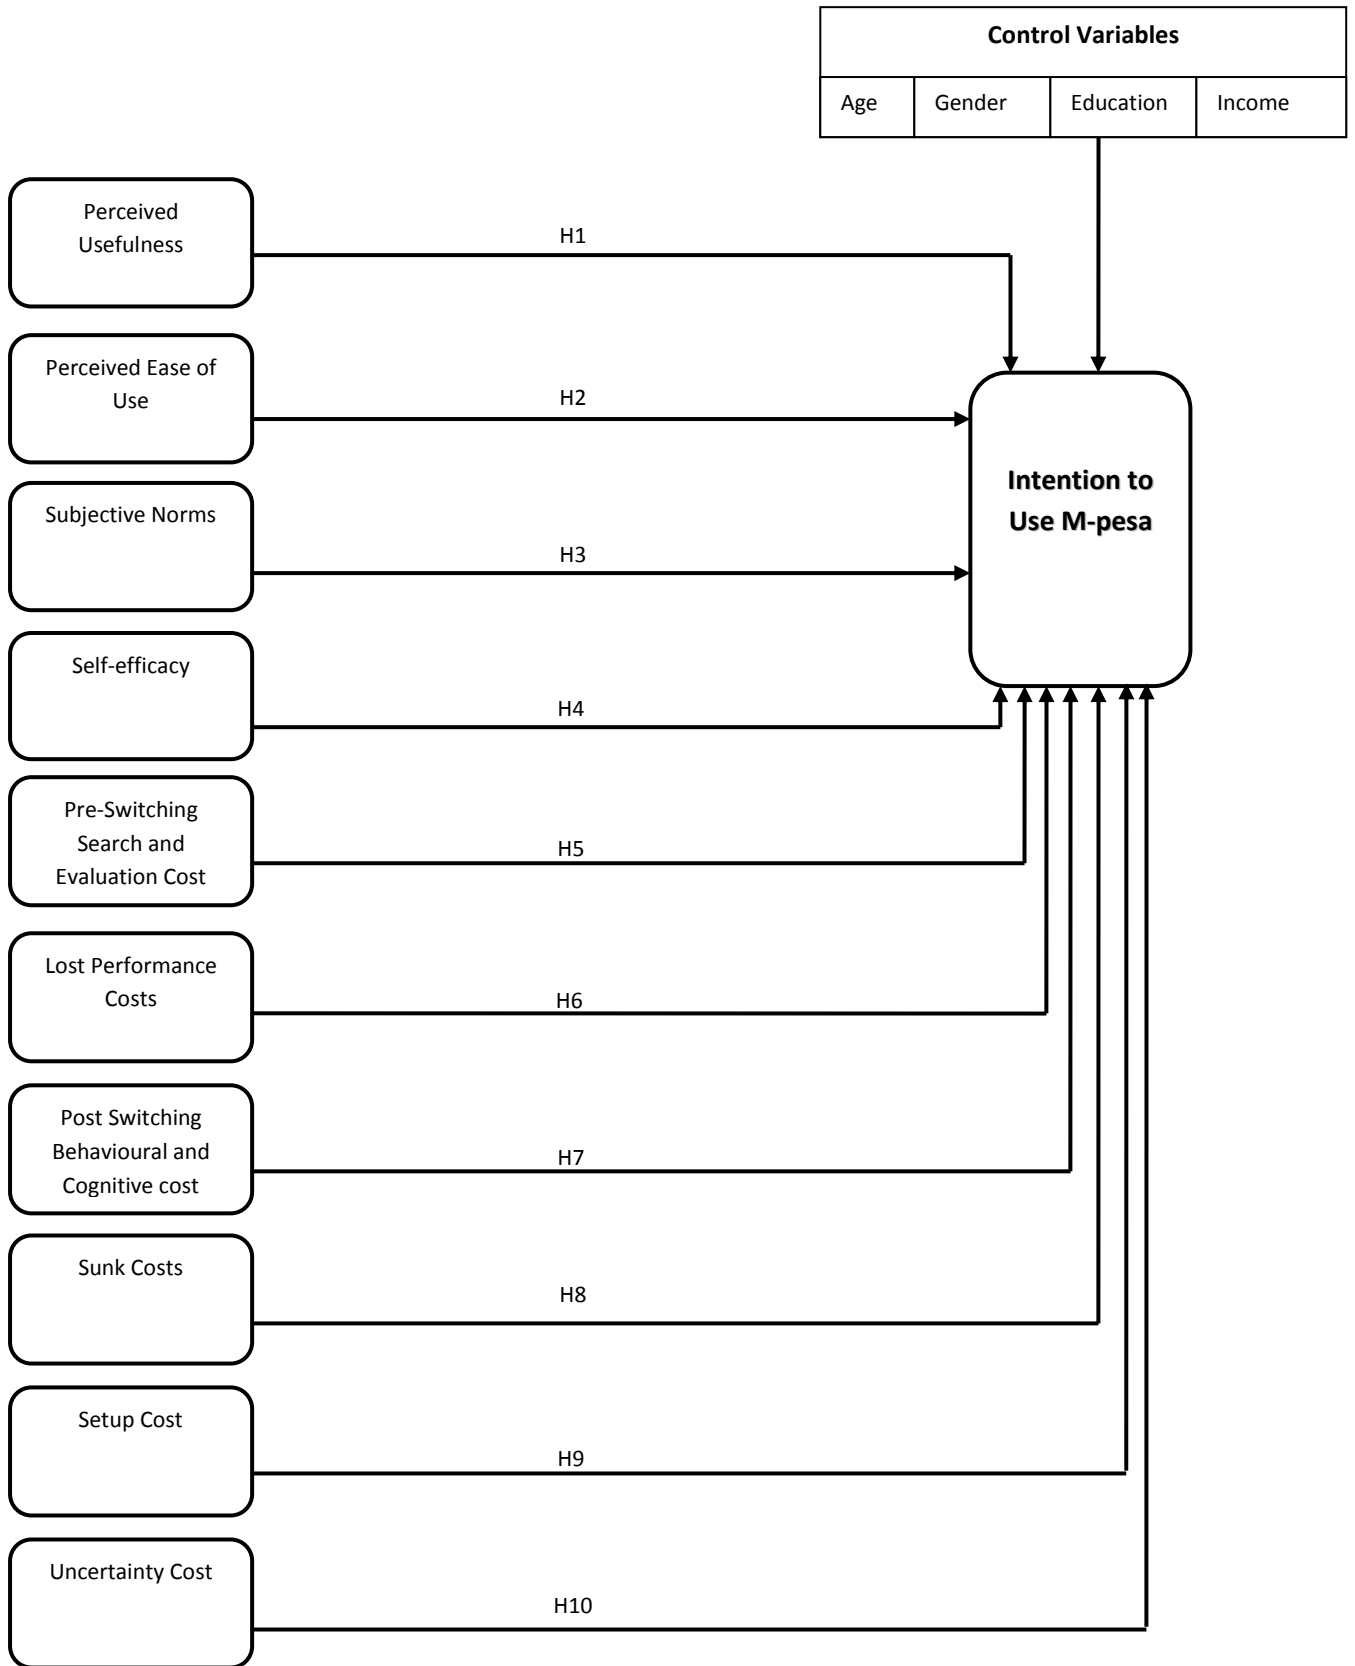 Control Variables
Age Gender Education Income
Perceived
Usefulness
H1
Perceived Ease of
Use
H2
Subjective Norms
H3
Intention to
Use M-pesa
Self-efficacy
H4
Pre-Switching
Search and
Evaluation Cost
H5
Lost Performance
Costs
H6
Post Switching
Behavioural and
Cognitive cost
H7
Sunk Costs
H8
Setup Cost
H9
Uncertainty Cost
H10